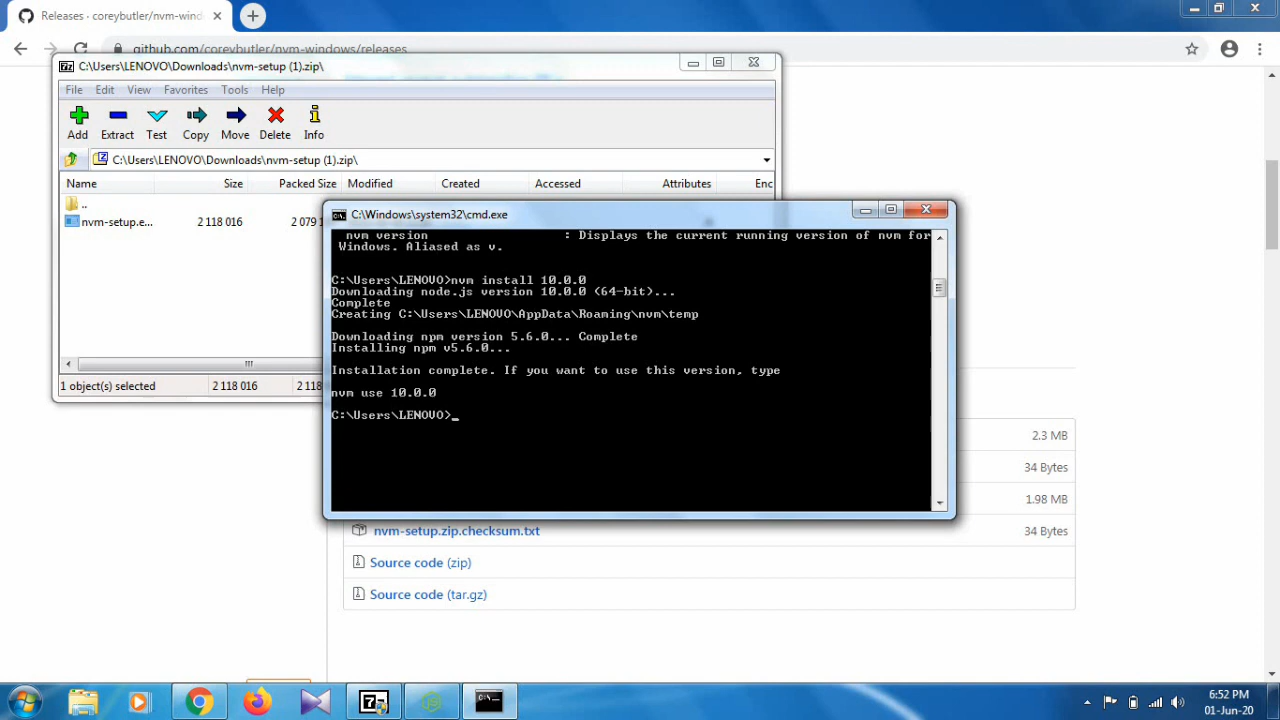 Releases · coreybutler/nvm-wind
github.com/coreybutler/nvm-windows/releases
C:\Users\LENOVO\Downloads\nvm-setup (1).zip\
File Edit View Favorites Tools Help
Add Extract Test Copy Move Delete Info
C:\Users\LENOVO\Downloads\nvm-setup (1).zip\
Name Size Packed Size Modified Created Accessed Attributes Enc
..
nvm-setup.e... 2 118 016 2 079 1
1 object(s) selected 2 118 016 2 118
C:\Windows\system32\cmd.exe
nvm version : Displays the current running version of nvm for
Windows. Aliased as v.
C:\Users\LENOVO>nvm install 10.0.0
Downloading node.js version 10.0.0 (64-bit)...
Complete
Creating C:\Users\LENOVO\AppData\Roaming\nvm\temp
Downloading npm version 5.6.0... Complete
Installing npm v5.6.0...
Installation complete. If you want to use this version, type
nvm use 10.0.0
C:\Users\LENOVO>_
2.3 MB
34 Bytes
1.98 MB
nvm-setup.zip.checksum.txt 34 Bytes
Source code (zip)
Source code (tar.gz)
6:52 PM
01-Jun-20